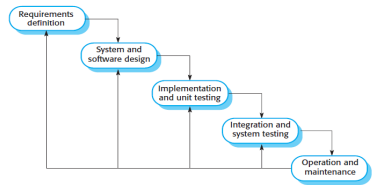 Requirements
definition
System and
software design
Implementation
and unit testing
Integration and
system testing
Operation and
maintenance